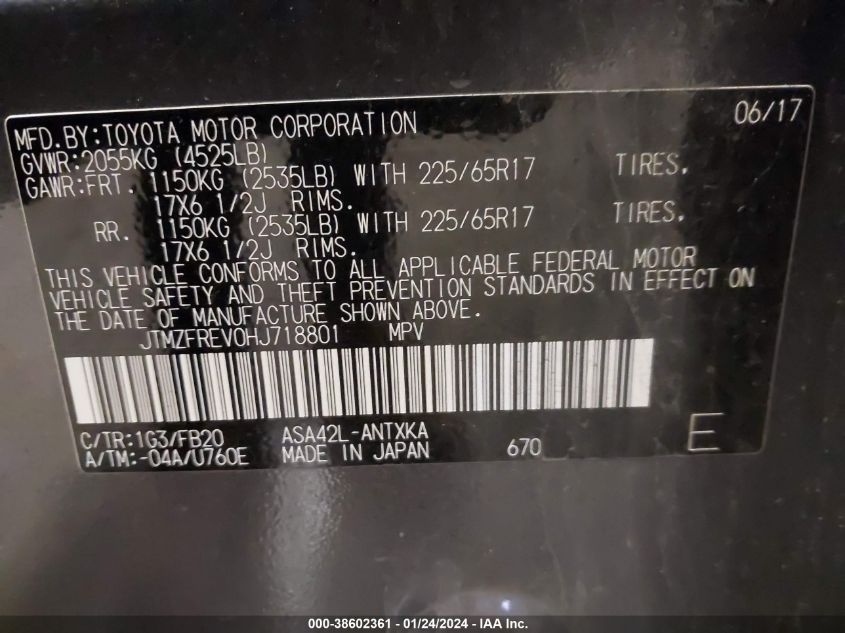 06/17
MFD.BY:TOYOTA MOTOR CORPORATION
GVWR:2055KG (4525LB)
GAWR:FRT. 1150KG (2535LB) WITH 225/65R17 TIRES.
17X6 1/2J RIMS.
RR. 1150KG (2535LB) WITH 225/65R17 TIRES.
17X6 1/2J RIMS.
THIS VEHICLE CONFORMS TO ALL APPLICABLE FEDERAL MOTOR
VEHICLE SAFETY AND THEFT PREVENTION STANDARDS IN EFFECT ON
THE DATE OF MANUFACTURE SHOWN ABOVE.
JTMZFREV0HJ718801 MPV
C/TR:1G3/FB20 ASA42L-ANTXKA
A/TM:-04A/U760E MADE IN JAPAN 670 E
000-38602361 - 01/24/2024 - IAA Inc.